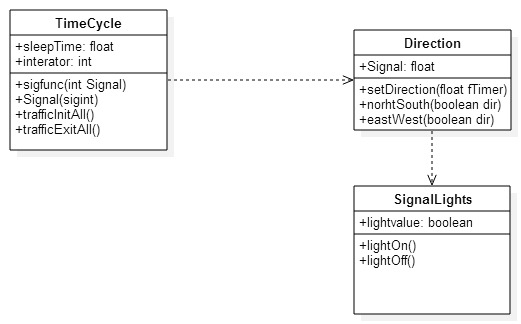 TimeCycle
+sleepTime: float
+interator: int
+sigfunc(int Signal)
+Signal(sigint)
+trafficInitAll()
+trafficExitAll()
Direction
+Signal: float
+setDirection(float fTimer)
+norhtSouth(boolean dir)
+eastWest(boolean dir)
SignalLights
+lightvalue: boolean
+lightOn()
+lightOff()